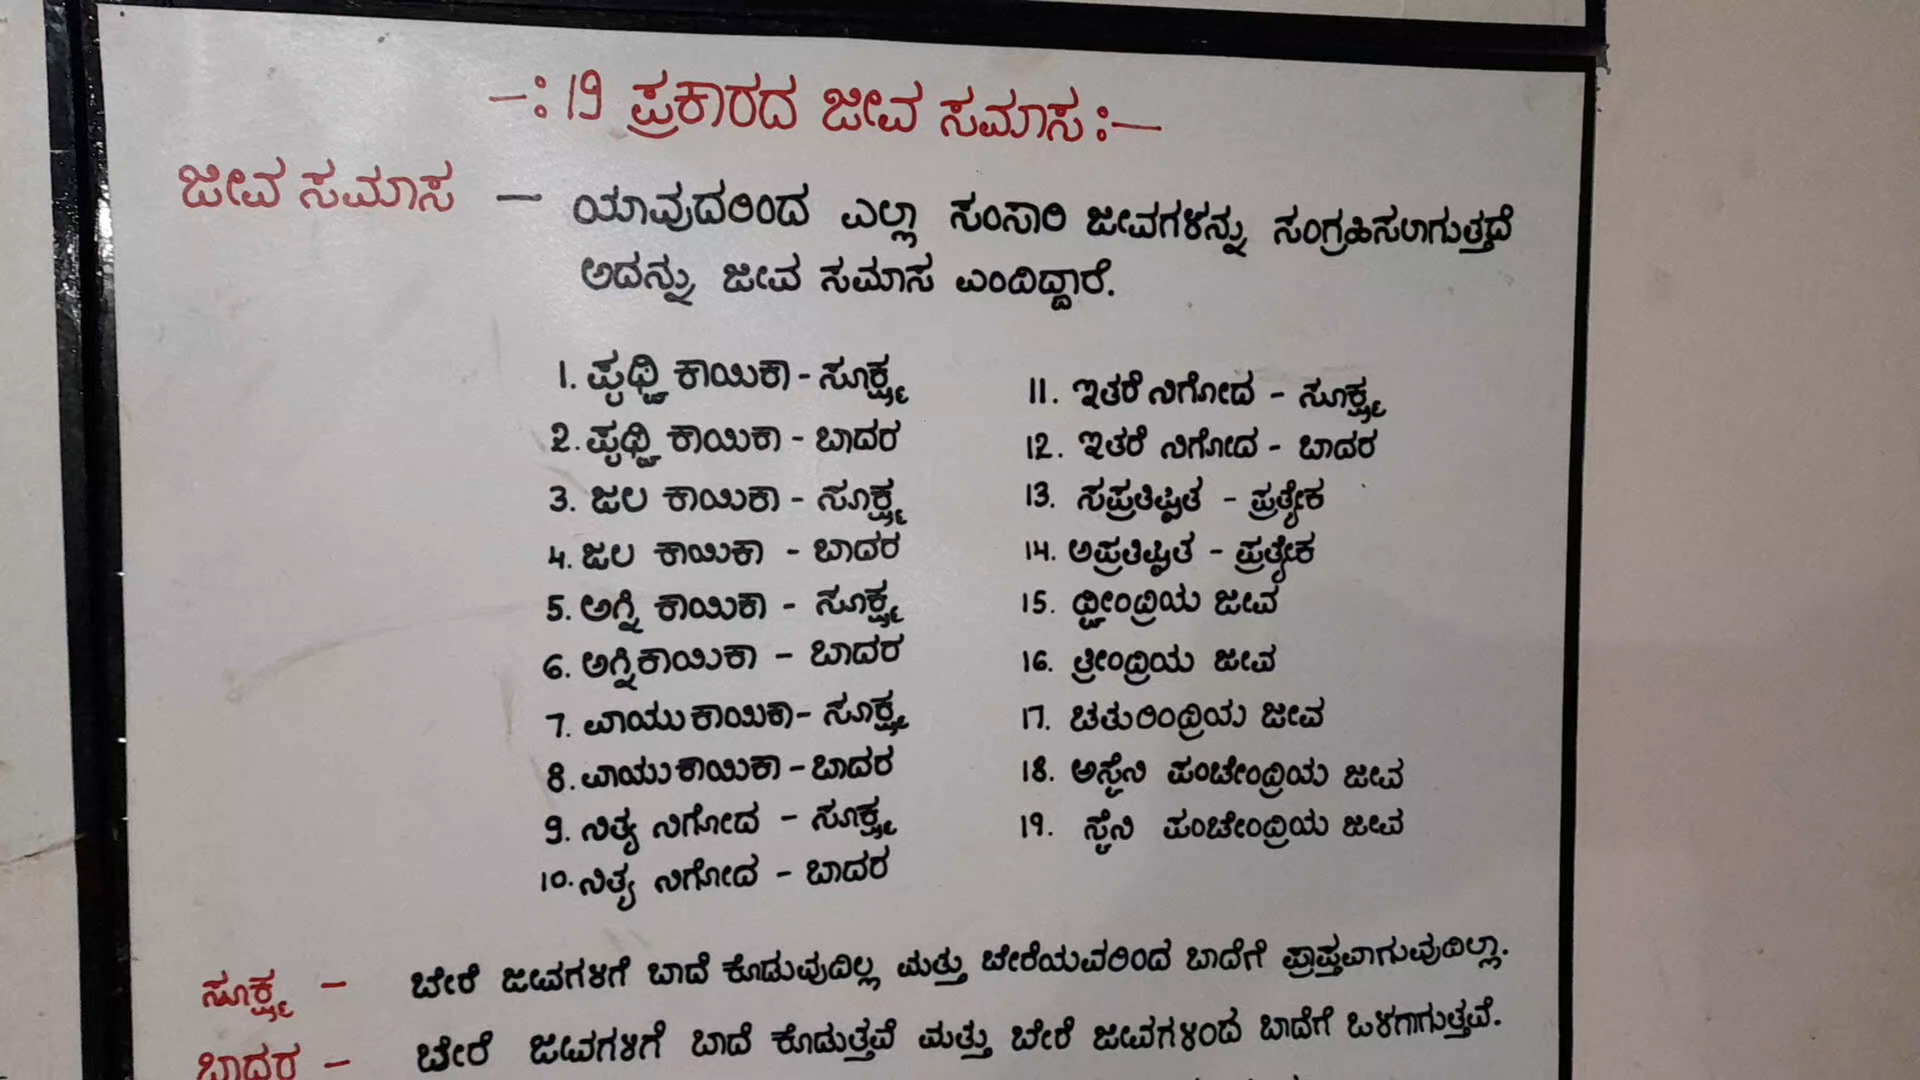 -: 19 ಪ್ರಕಾರದ ಜೀವ ಸಮಾಸ :-
ಜೀವ ಸಮಾಸ - ಯಾವುದರಿಂದ ಎಲ್ಲಾ ಸಂಸಾರಿ ಜೀವಗಳನ್ನು ಸಂಗ್ರಹಿಸಲಾಗುತ್ತದೆ
ಅದನ್ನು ಜೀವ ಸಮಾಸ ಎಂದಿದ್ದಾರೆ.
1. ಪೃಥ್ವಿ ಕಾಯಿಕಾ - ಸೂಕ್ಷ್ಮ
2. ಪೃಥ್ವಿ ಕಾಯಿಕಾ - ಬಾದರ
3. ಜಲ ಕಾಯಿಕಾ - ಸೂಕ್ಷ್ಮ
4. ಜಲ ಕಾಯಿಕಾ - ಬಾದರ
5. ಅಗ್ನಿ ಕಾಯಿಕಾ - ಸೂಕ್ಷ್ಮ
6. ಅಗ್ನಿಕಾಯಿಕಾ - ಬಾದರ
7. ವಾಯುಕಾಯಿಕಾ - ಸೂಕ್ಷ್ಮ
8. ವಾಯುಕಾಯಿಕಾ - ಬಾದರ
9. ನಿತ್ಯ ನಿಗೋದ - ಸೂಕ್ಷ್ಮ
10. ನಿತ್ಯ ನಿಗೋದ - ಬಾದರ
11. ಇತರೆ ನಿಗೋದ - ಸೂಕ್ಷ್ಮ
12. ಇತರೆ ನಿಗೋದ - ಬಾದರ
13. ಸಪ್ರತಿಷ್ಠಿತ - ಪ್ರತ್ಯೇಕ
14. ಅಪ್ರತಿಷ್ಠಿತ - ಪ್ರತ್ಯೇಕ
15. ದ್ವೀಂದ್ರಿಯ ಜೀವ
16. ತ್ರೀಂದ್ರಿಯ ಜೀವ
17. ಚತುರಿಂದ್ರಿಯ ಜೀವ
18. ಅಸೈನಿ ಪಂಚೇಂದ್ರಿಯ ಜೀವ
19. ಸೈನಿ ಪಂಚೇಂದ್ರಿಯ ಜೀವ
ಸೂಕ್ಷ್ಮ - ಬೇರೆ ಜೀವಗಳಿಗೆ ಬಾದೆ ಕೊಡುವುದಿಲ್ಲ ಮತ್ತು ಬೇರೆಯವರಿಂದ ಬಾದೆಗೆ ಪ್ರಾಪ್ತವಾಗುವುದಿಲ್ಲಾ.
ಬಾದರ - ಬೇರೆ ಜೀವಗಳಿಗೆ ಬಾದೆ ಕೊಡುತ್ತವೆ ಮತ್ತು ಬೇರೆ ಜೀವಗಳಿಂದ ಬಾದೆಗೆ ಒಳಗಾಗುತ್ತವೆ.